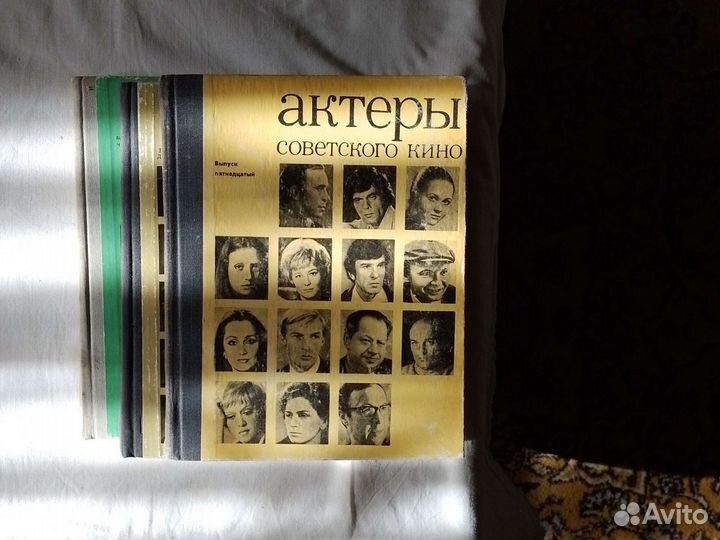 актеры
советского кино
Выпуск
пятнадцатый
Avito